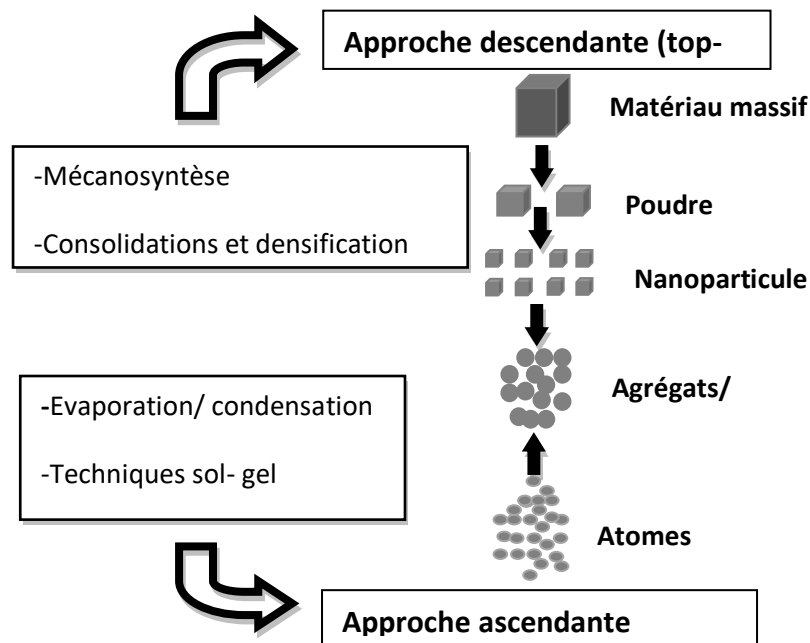 Approche descendante (top-
Matériau massif
-Mécanosyntèse
Poudre
-Consolidations et densification
Nanoparticule
-Evaporation/ condensation
Agrégats/
-Techniques sol- gel
Atomes
Approche ascendante